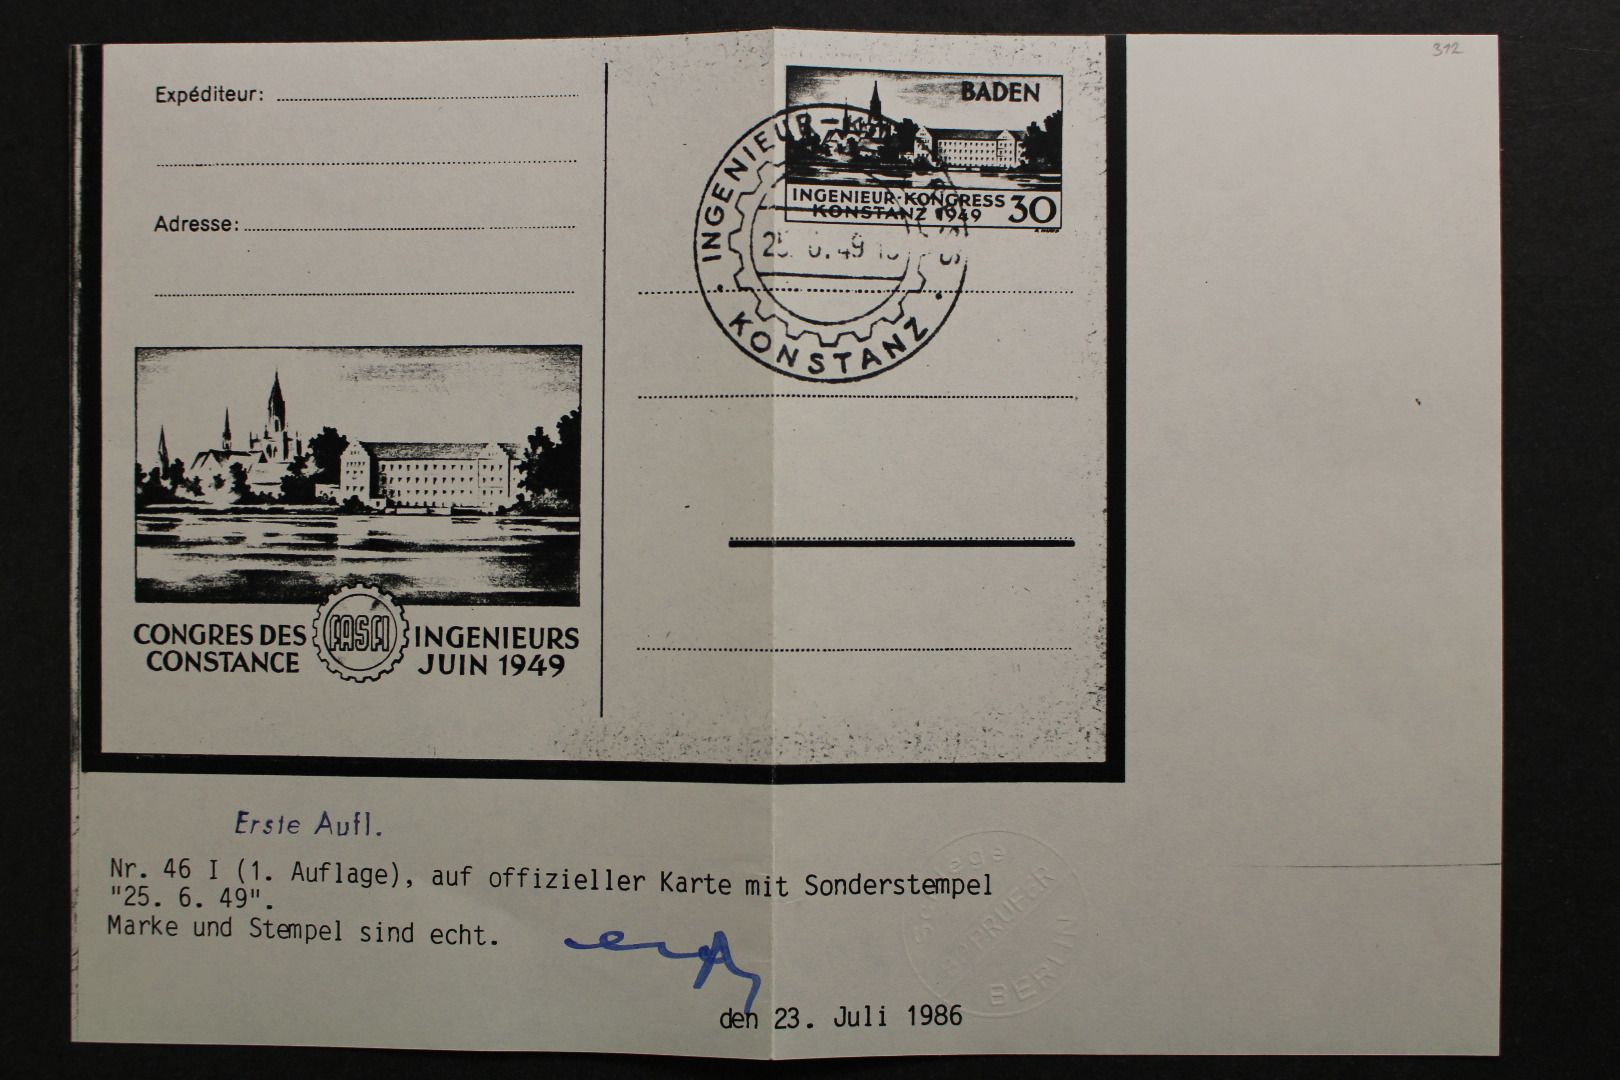 312
Expéditeur:
Adresse:
BADEN
INGENIEUR-KONGRESS
KONSTANZ 1949
30
INGENIEUR-KONGRESS
KONSTANZ
CONGRES DES INGENIEURS
CONSTANCE JUIN 1949
Erste Aufl.
Nr. 46 I (1. Auflage), auf offizieller Karte mit Sonderstempel
"25. 6. 49".
Marke und Stempel sind echt.
den 23. Juli 1986
BERLIN